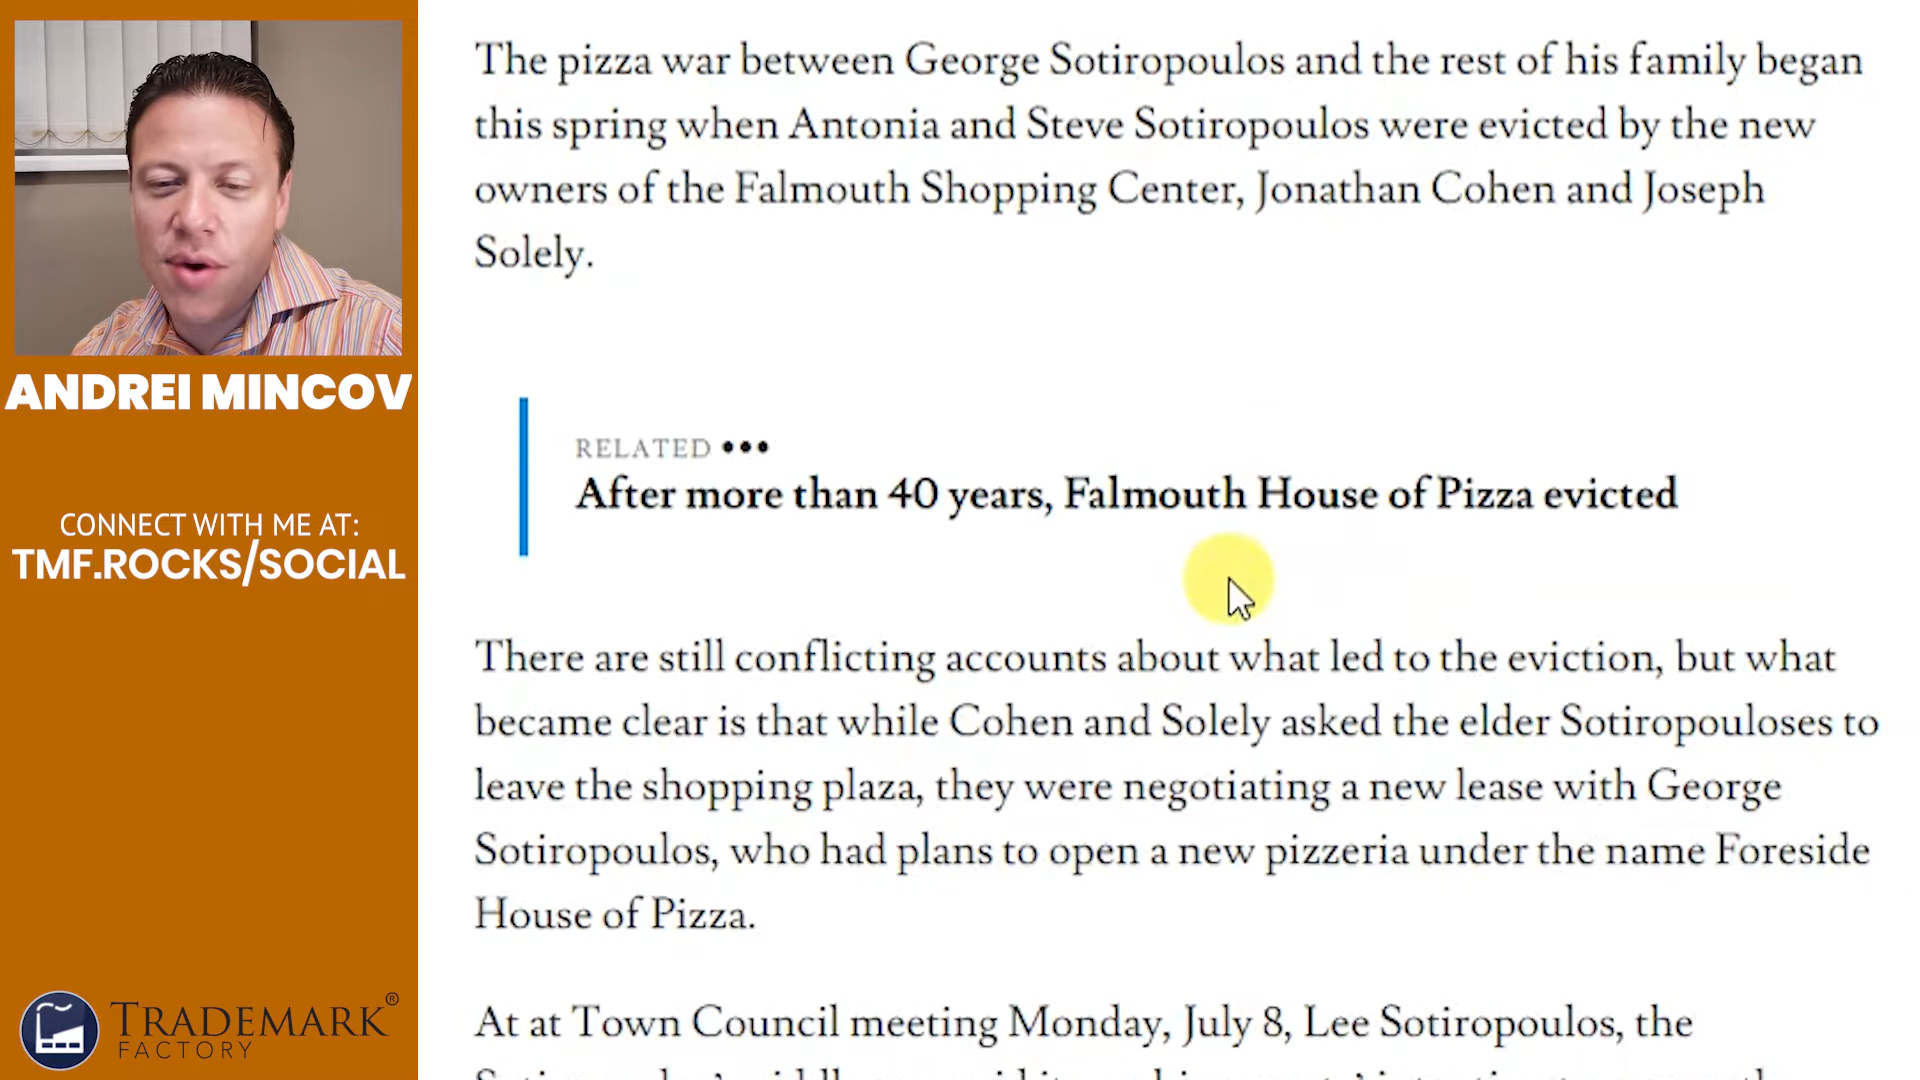 ANDREI MINCOV
CONNECT WITH ME AT:
TMF.ROCKS/SOCIAL
TRADEMARK®
FACTORY
The pizza war between George Sotiropoulos and the rest of his family began
this spring when Antonia and Steve Sotiropoulos were evicted by the new
owners of the Falmouth Shopping Center, Jonathan Cohen and Joseph
Solely.
RELATED •••
After more than 40 years, Falmouth House of Pizza evicted
There are still conflicting accounts about what led to the eviction, but what
became clear is that while Cohen and Solely asked the elder Sotiropouloses to
leave the shopping plaza, they were negotiating a new lease with George
Sotiropoulos, who had plans to open a new pizzeria under the name Foreside
House of Pizza.
At at Town Council meeting Monday, July 8, Lee Sotiropoulos, the